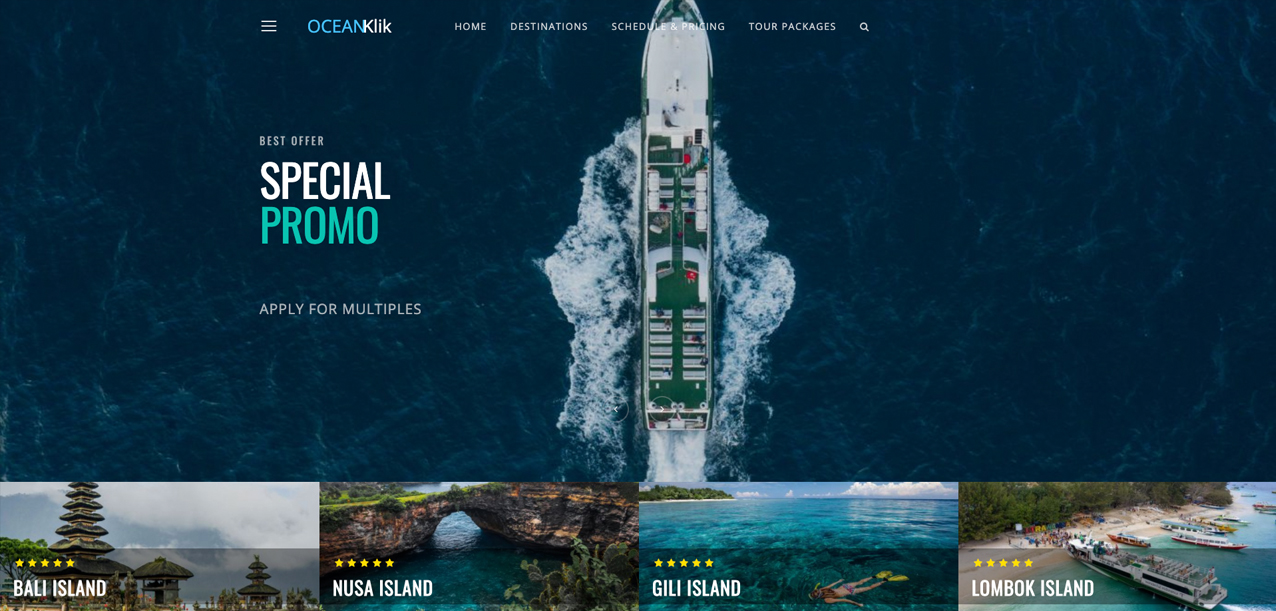 OCEANKlik
HOME DESTINATIONS SCHEDULE & PRICING TOUR PACKAGES
BEST OFFER
SPECIAL
PROMO
APPLY FOR MULTIPLES
BALI ISLAND NUSA ISLAND GILI ISLAND LOMBOK ISLAND